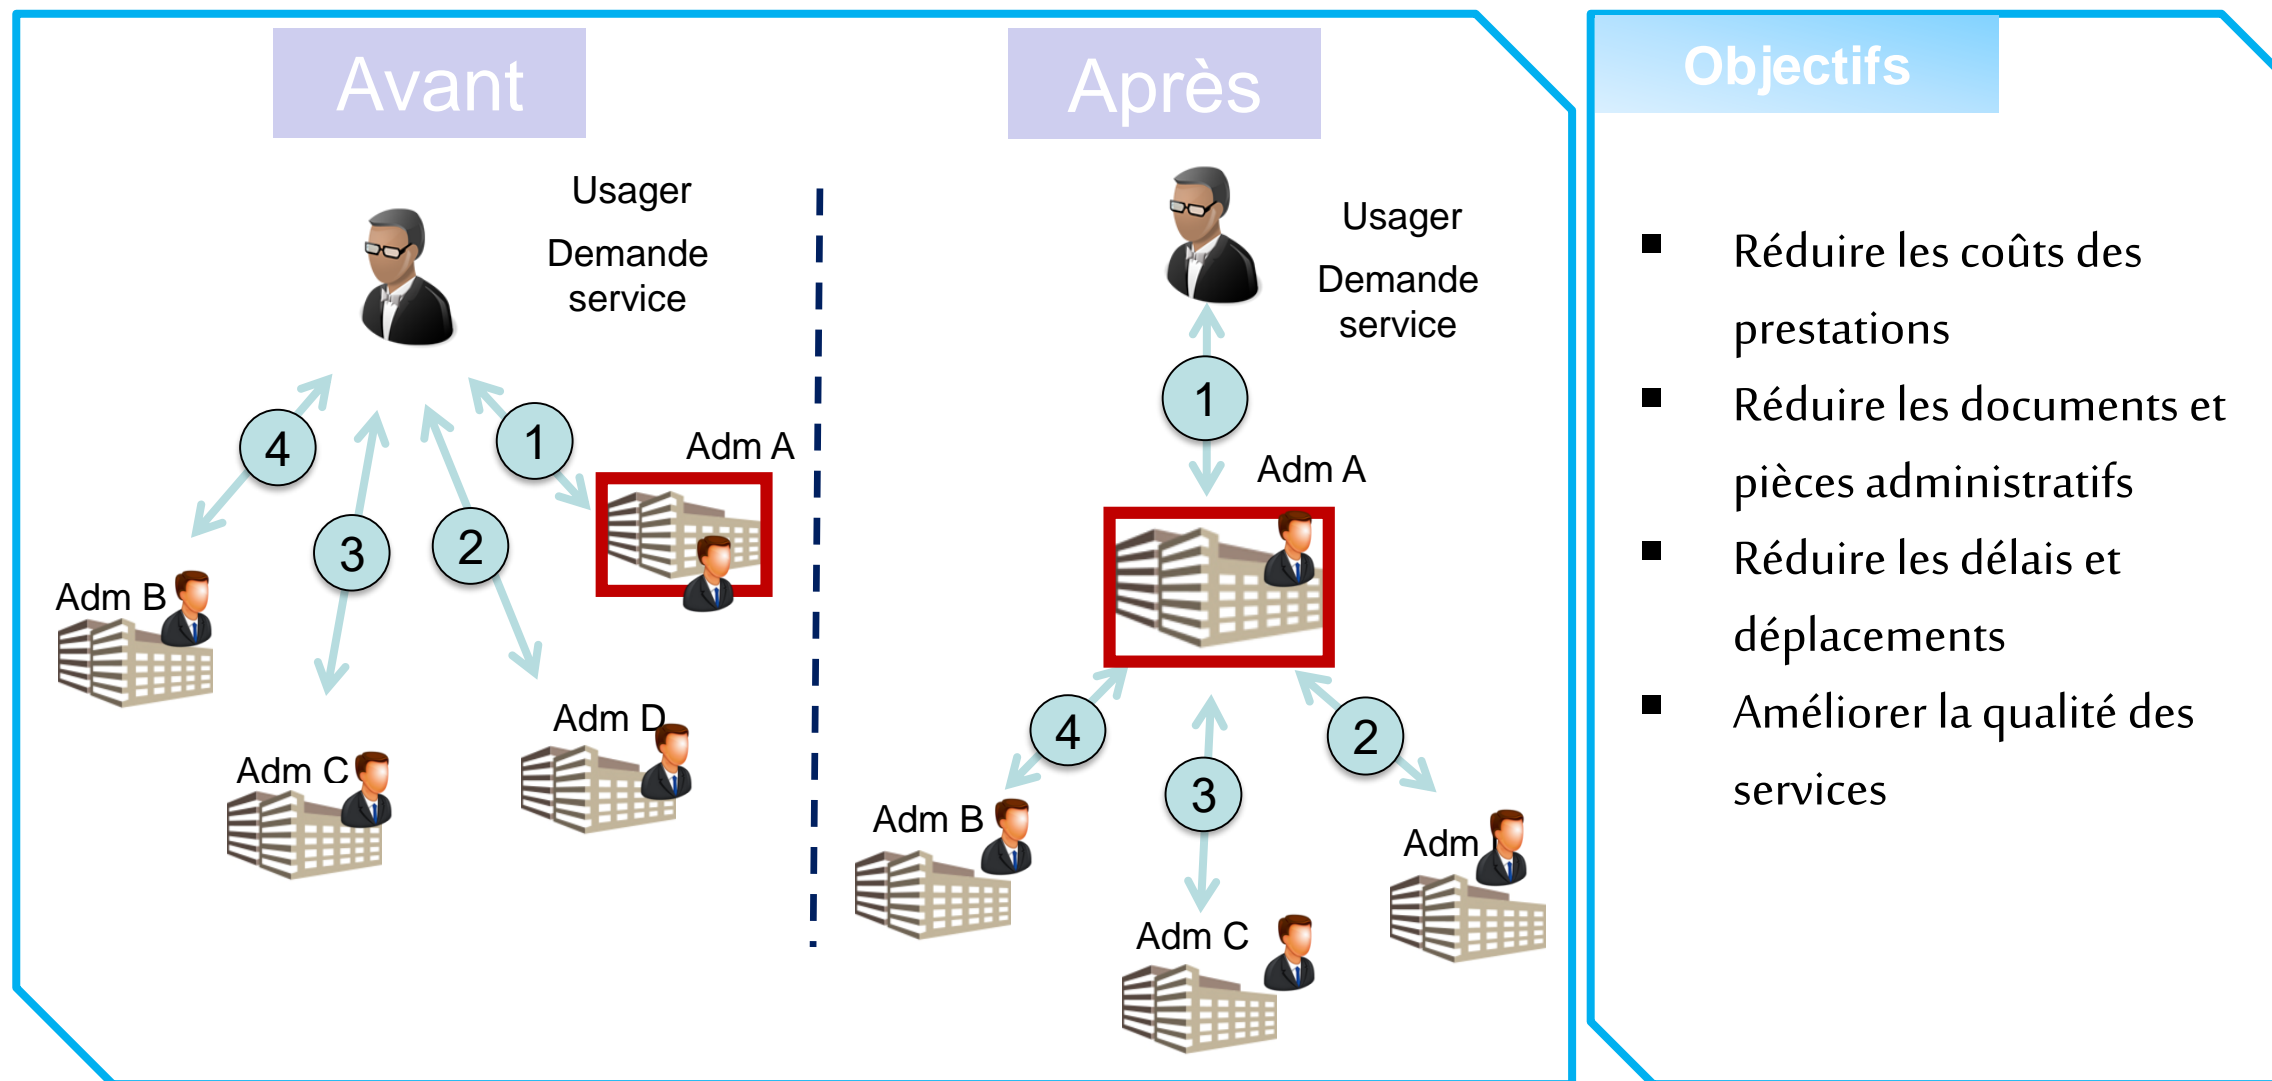 Avant
Usager
Demande
service
4
1
Adm A
3
2
Adm B
Adm D
Adm C
Après
Usager
Demande
service
1
Adm A
4
2
3
Adm B
Adm
Adm C
Objectifs
▪ Réduire les coûts des
prestations
▪ Réduire les documents et
pièces administratifs
▪ Réduire les délais et
déplacements
▪ Améliorer la qualité des
services